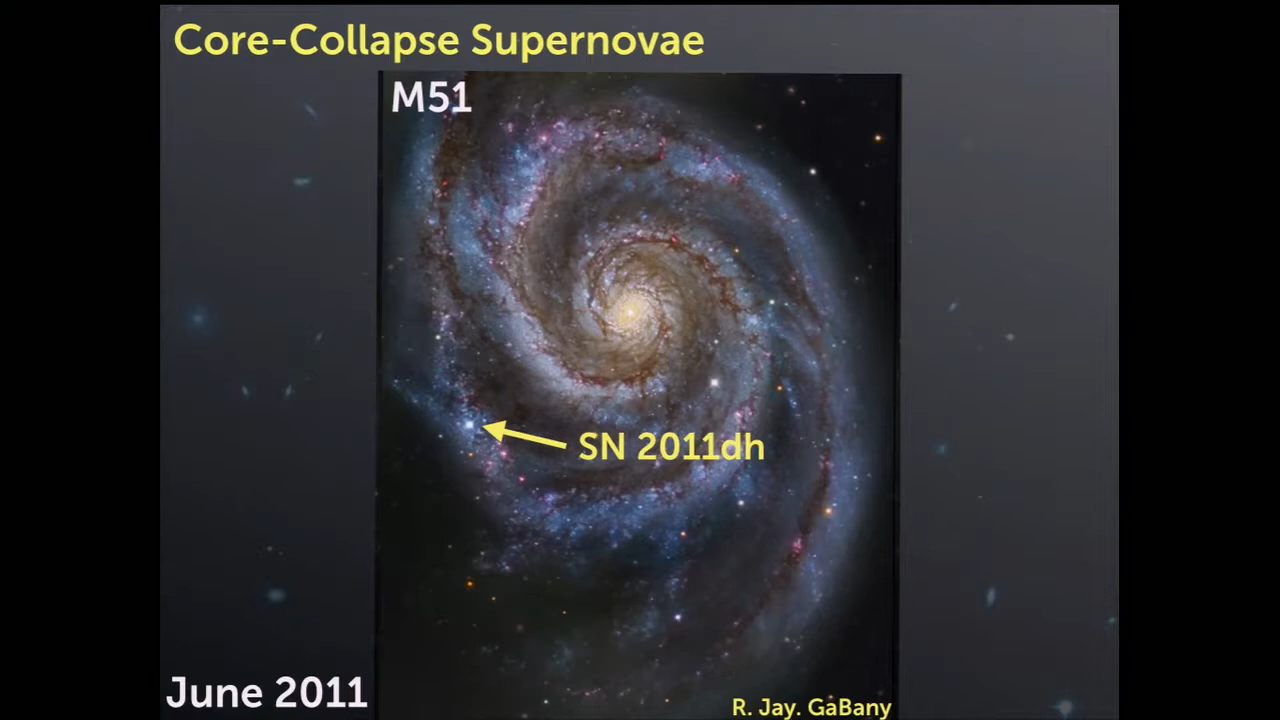 Core-Collapse Supernovae
M51
SN 2011dh
June 2011
R. Jay. GaBany